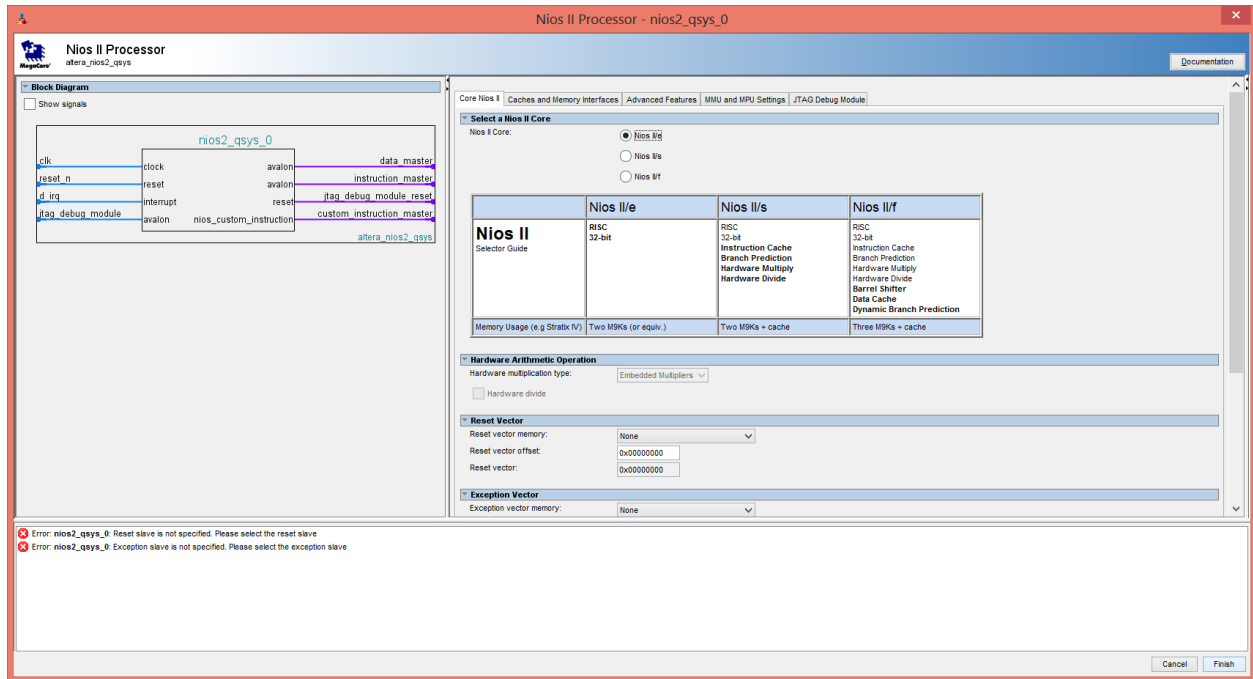 Nios II Processor - nios2_qsys_0
Nios II Processor
altera_nios2_qsys
MegaCore'
Documentation
Block Diagram
Show signals
nios2_qsys_0
clk
clock
avalon
data_master
reset_n
reset
avalon
instruction_master
d_irq
interrupt
reset
jtag_debug_module_reset
jtag_debug_module
avalon
nios_custom_instruction
custom_instruction_master
altera_nios2_qsys
Core Nios II
Caches and Memory Interfaces
Advanced Features
MMU and MPU Settings
JTAG Debug Module
Select a Nios II Core
Nios II Core:
Nios II/e
Nios II/s
Nios II/f
Nios II/e
Nios II/s
Nios II/f
Nios II
Selector Guide
RISC
32-bit
RISC
32-bit
Instruction Cache
Branch Prediction
Hardware Multiply
Hardware Divide
RISC
32-bit
Instruction Cache
Branch Prediction
Hardware Multiply
Hardware Divide
Barrel Shifter
Data Cache
Dynamic Branch Prediction
Memory Usage (e.g Stratix IV)
Two M9Ks (or equiv.)
Two M9Ks + cache
Three M9Ks + cache
Hardware Arithmetic Operation
Hardware multiplication type:
Embedded Multipliers
Hardware divide
Reset Vector
Reset vector memory:
None
Reset vector offset:
0x00000000
Reset vector:
0x00000000
Exception Vector
Exception vector memory:
None
Error: nios2_qsys_0: Reset slave is not specified. Please select the reset slave
Error: nios2_qsys_0: Exception slave is not specified. Please select the exception slave
Cancel
Finish